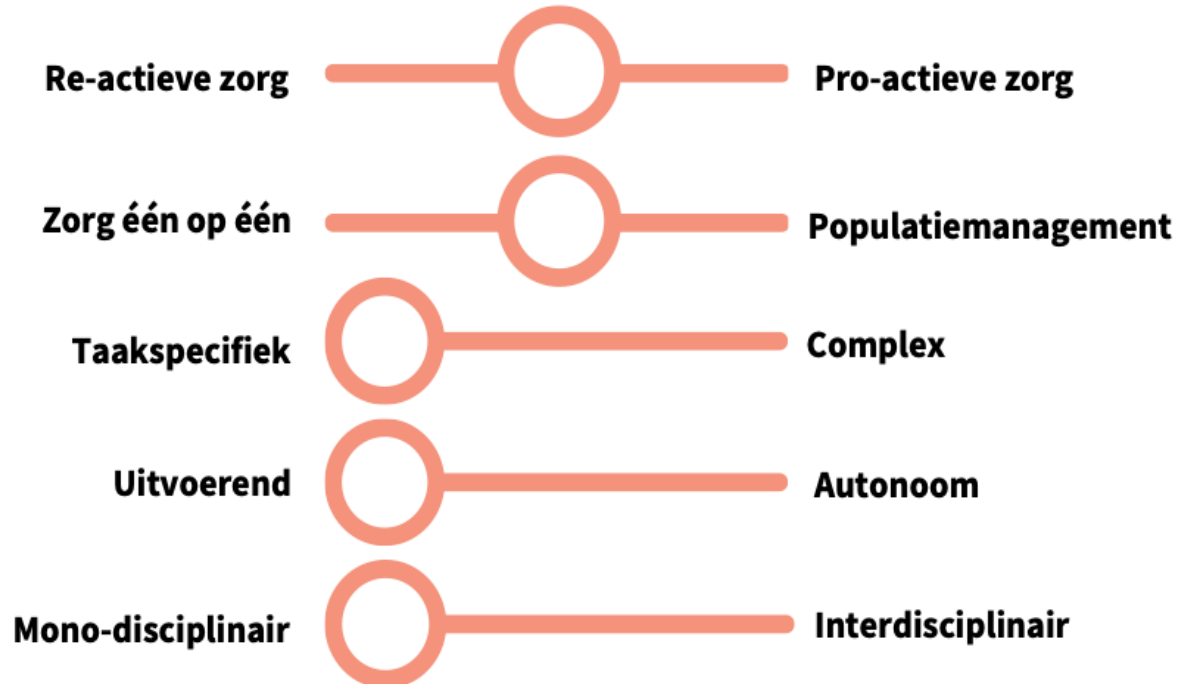 Re-actieve zorg
Pro-actieve zorg
Zorg één op één
Populatiemanagement
Taakspecifiek
Complex
Uitvoerend
Autonoom
Mono-disciplinair
Interdisciplinair